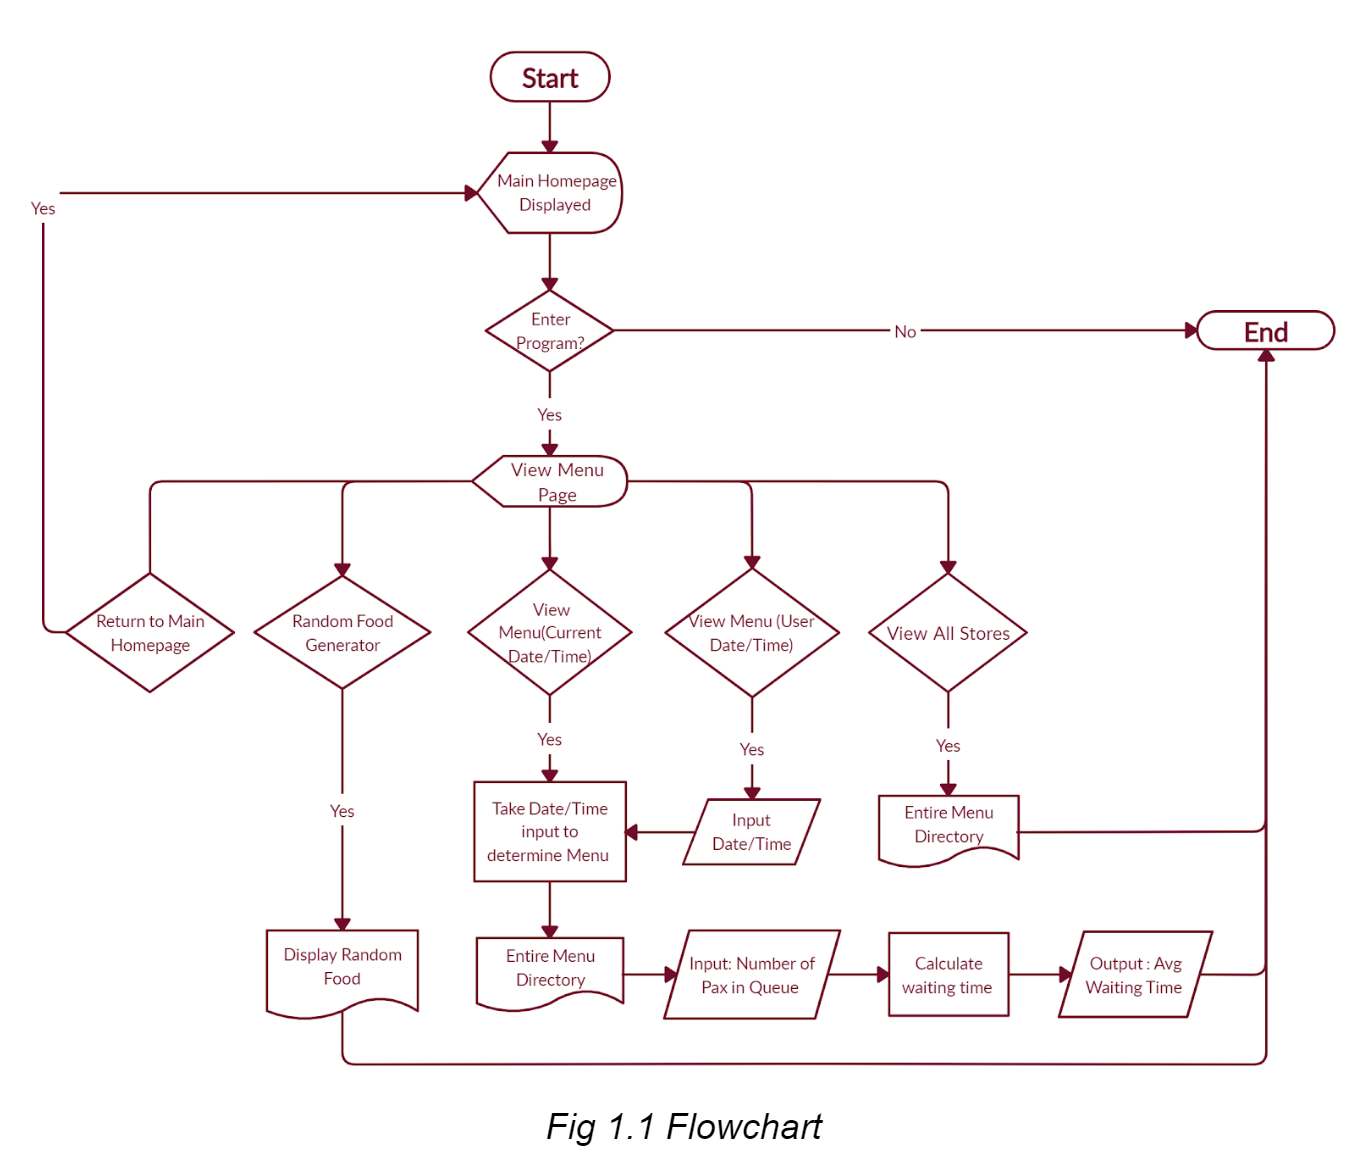 Start
Main Homepage
Displayed
Yes
Enter
Program?
No
End
Yes
View Menu
Page
Return to Main
Homepage
Random Food
Generator
View
Menu(Current
Date/Time)
View Menu (User
Date/Time)
View All Stores
Yes
Yes
Yes
Yes
Take Date/Time
input to
determine Menu
Input
Date/Time
Entire Menu
Directory
Display Random
Food
Entire Menu
Directory
Input: Number of
Pax in Queue
Calculate
waiting time
Output : Avg
Waiting Time
Fig 1.1 Flowchart